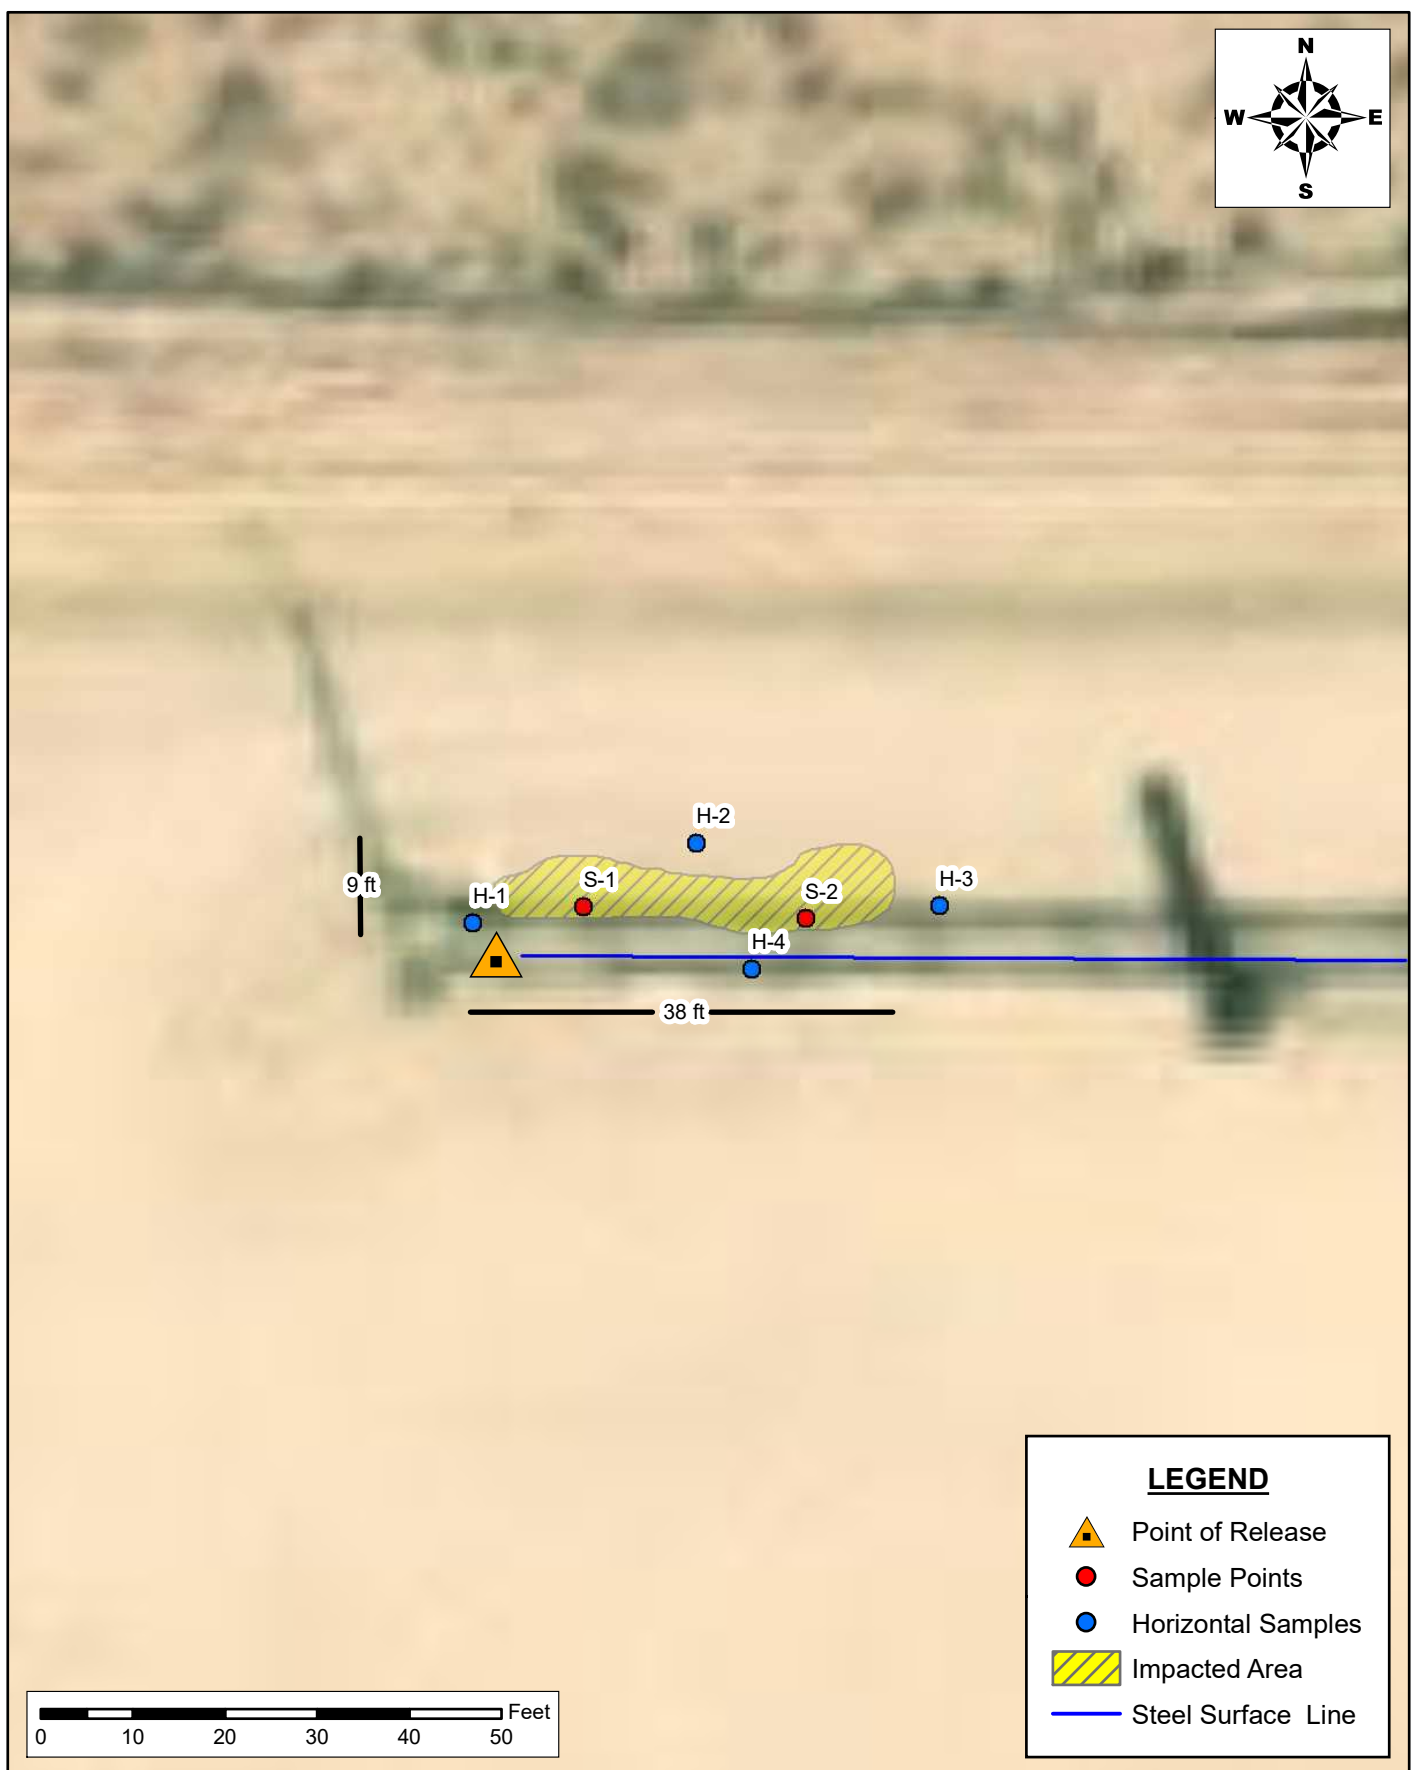 N
W E
S
H-2
9 ft
S-1
H-3
H-1
S-2
H-4
38 ft
LEGEND
Point of Release
Sample Points
Horizontal Samples
Impacted Area
Steel Surface Line
Feet
0 10 20 30 40 50